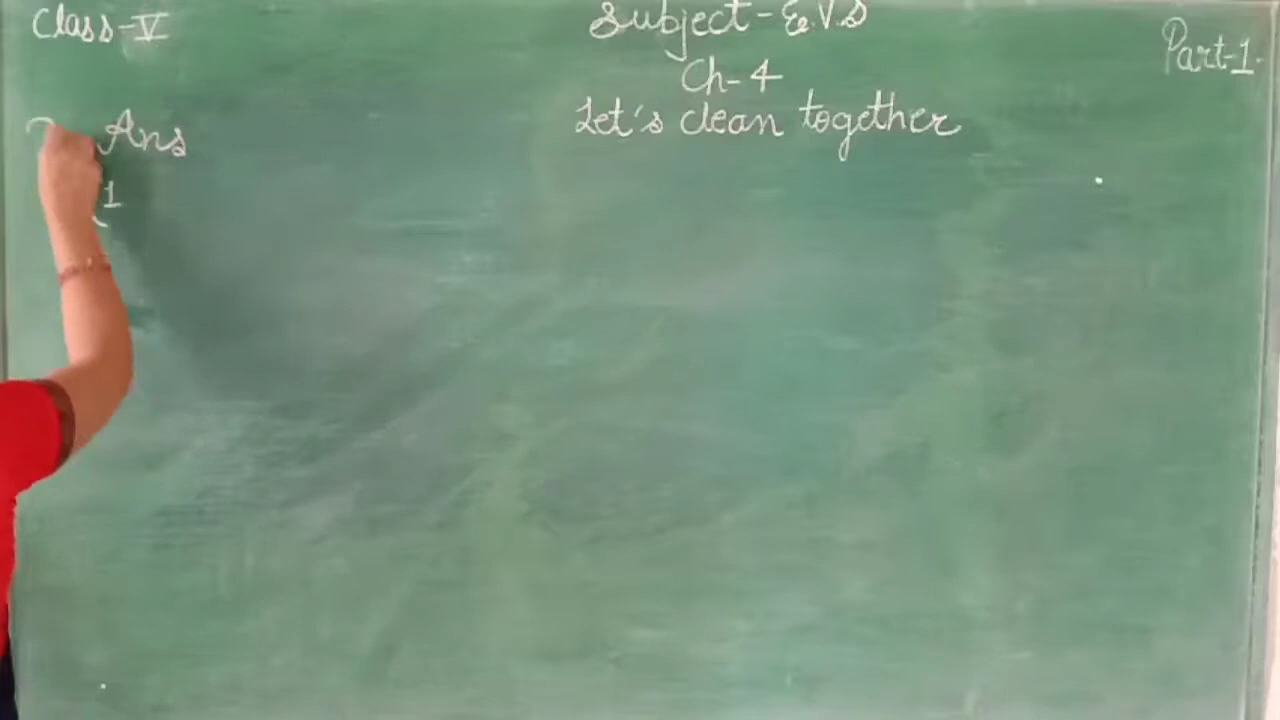 Class-V
Subject-E.V.S
Part-1.
Ch-4
Let's clean together
Ans
1